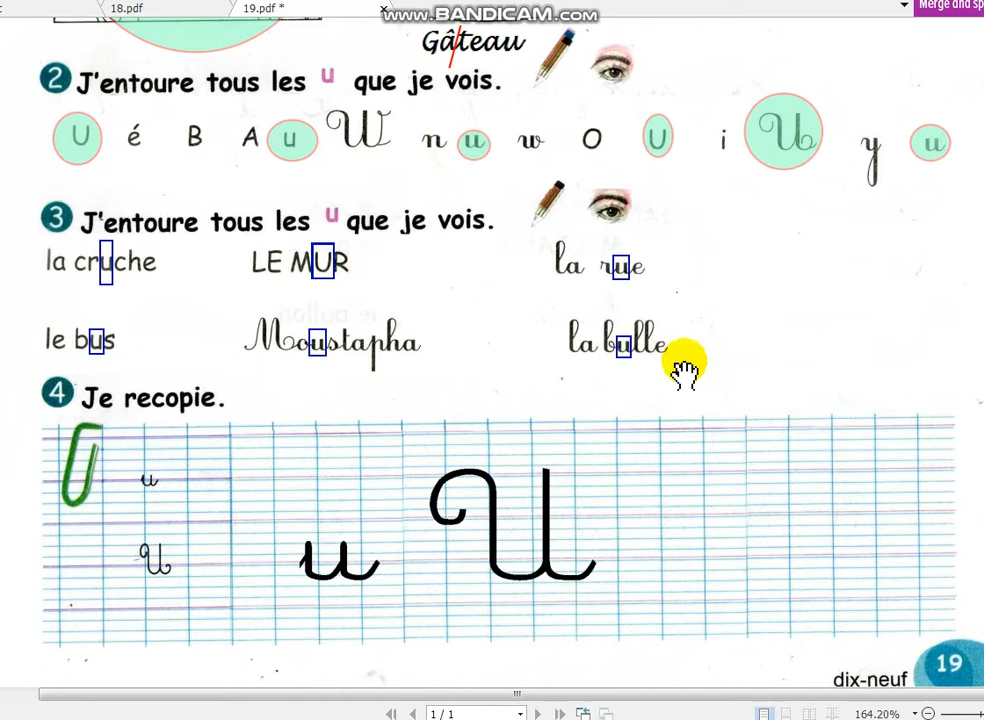 18.pdf 19.pdf * Merge and sp
www.BANDICAM.com
Gâteau
2 J'entoure tous les u que je vois.
U é B A u W n u w O U i U y u
3 J'entoure tous les u que je vois.
la cruche LE MUR la rue
le bus Moustapha la bulle
4 Je recopie.
u
U u U
19
dix-neuf
1 / 1 164.20%